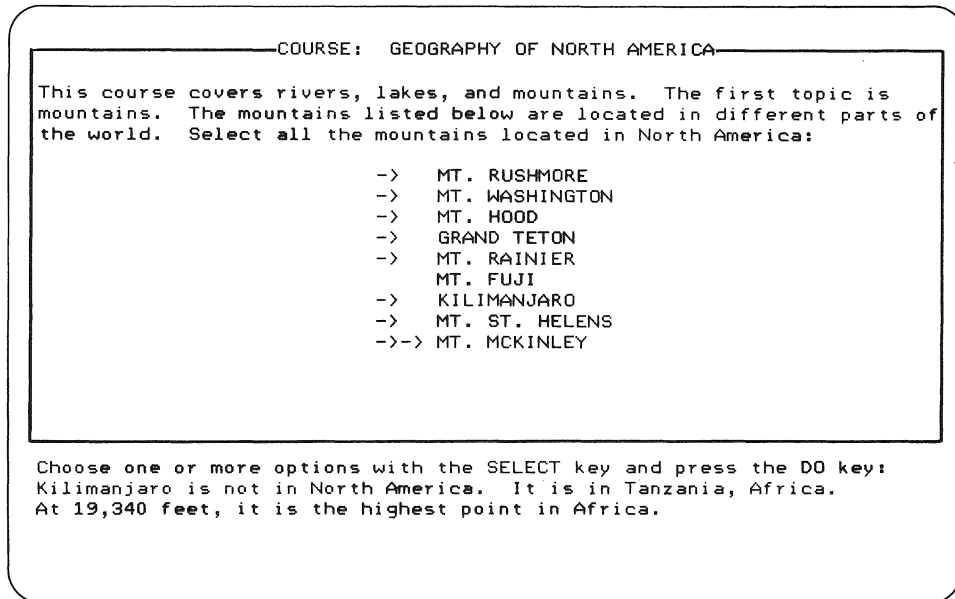 COURSE: GEOGRAPHY OF NORTH AMERICA
This course covers rivers, lakes, and mountains. The first topic is
mountains. The mountains listed below are located in different parts of
the world. Select all the mountains located in North America:
-> MT. RUSHMORE
-> MT. WASHINGTON
-> MT. HOOD
-> GRAND TETON
-> MT. RAINIER
MT. FUJI
-> KILIMANJARO
-> MT. ST. HELENS
->-> MT. MCKINLEY
Choose one or more options with the SELECT key and press the DO key:
Kilimanjaro is not in North America. It is in Tanzania, Africa.
At 19,340 feet, it is the highest point in Africa.